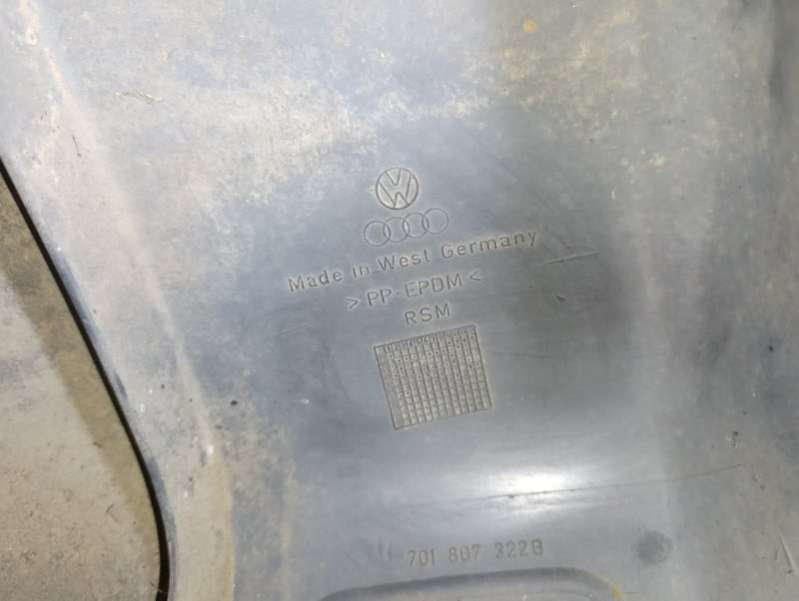 Made in West Germany
>PP-EPDM<
RSM
701 807 322B